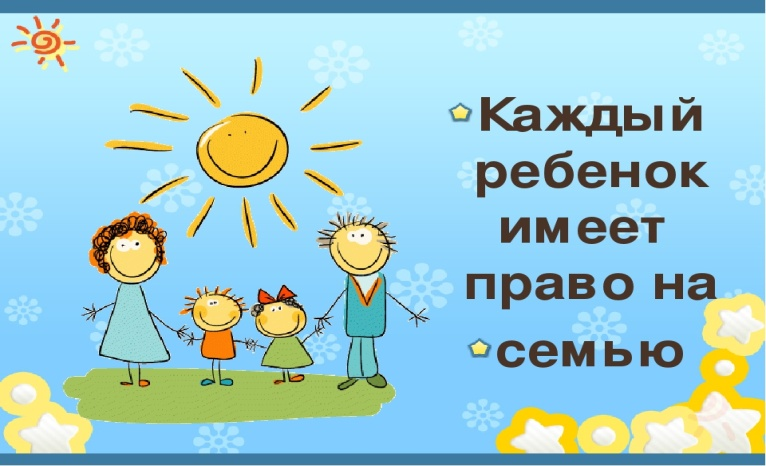 Каждый
ребенок
имеет
право на
семью